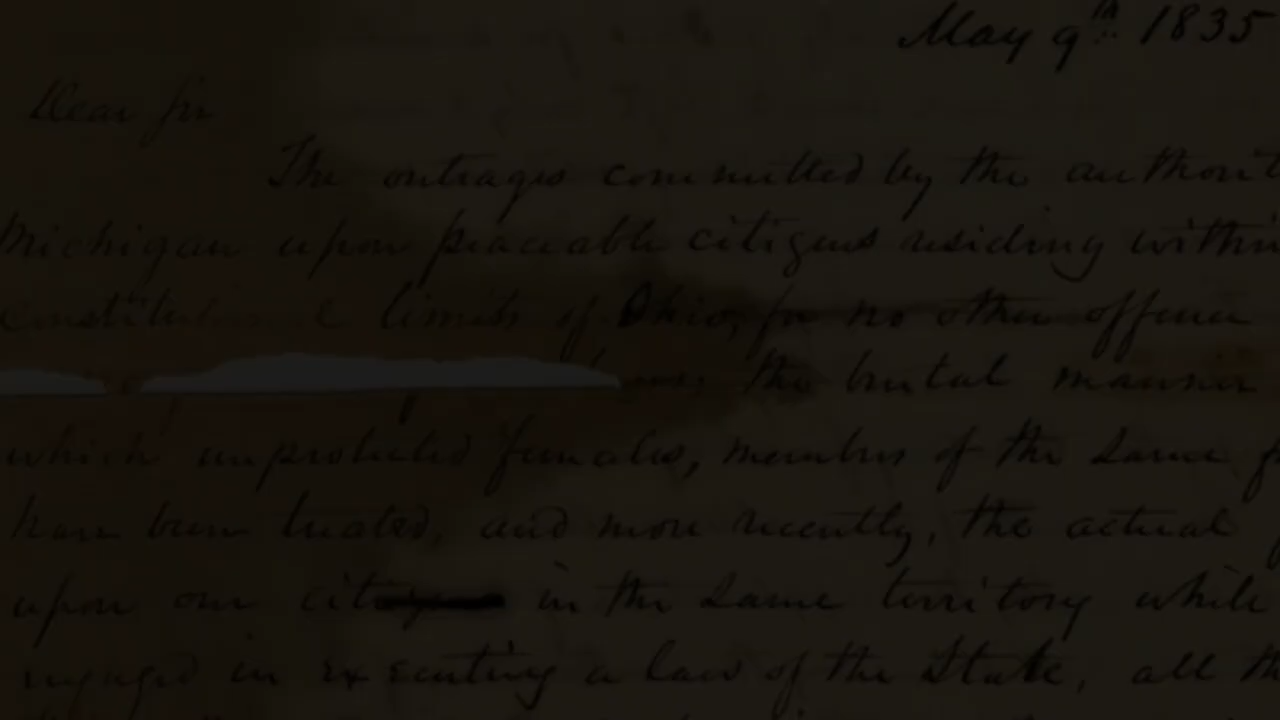 May 9th 1835
Dear Sir
The outrages committed by the authorit
Michigan upon peaceable citizens residing within
limits of Ohio, for no other offence
the brutal manner
which unprotected females, members of the same f
have been treated, and more recently, the actual
upon our citizens in the same territory while
engaged in executing a law of the State, all th